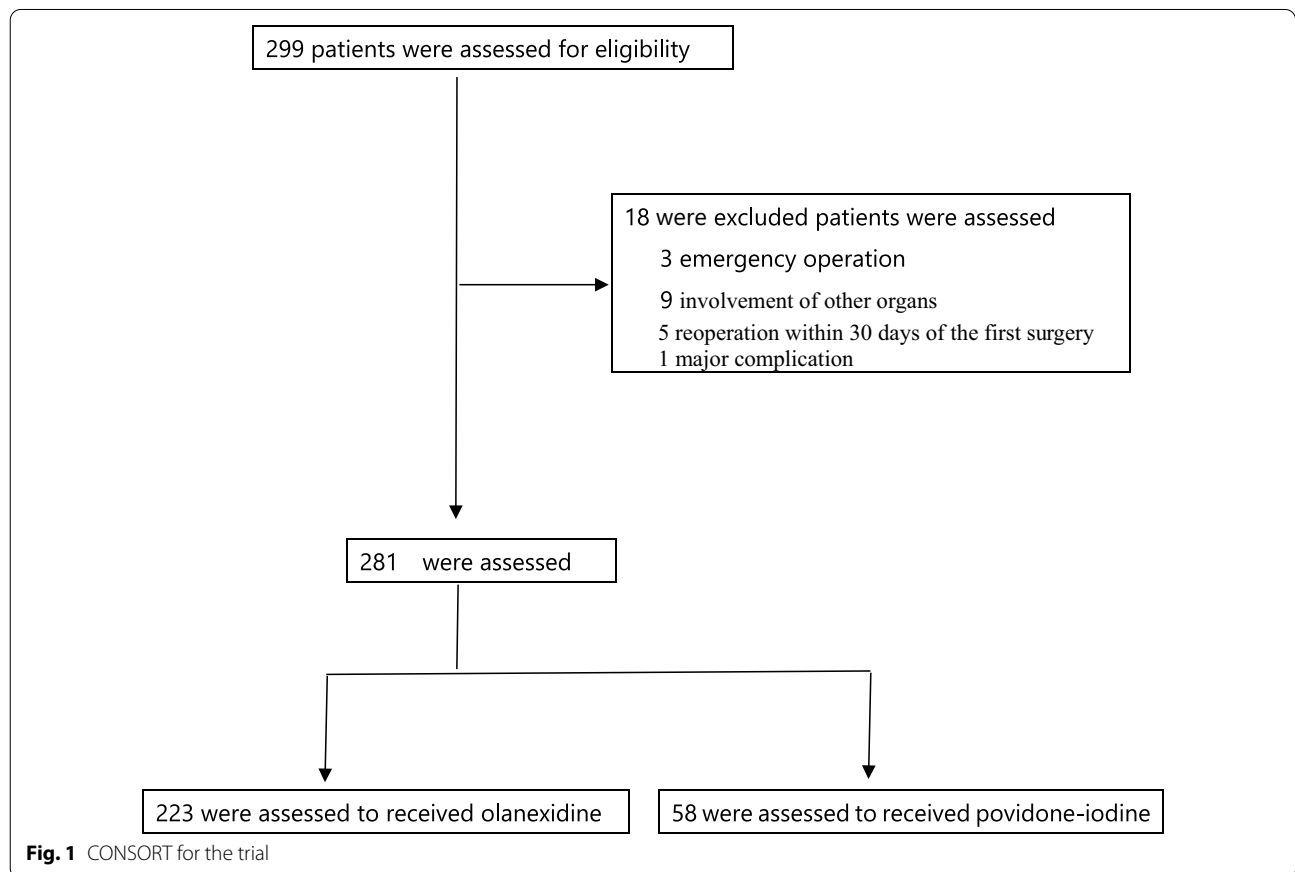 299 patients were assessed for eligibility
18 were excluded patients were assessed
3 emergency operation
9 involvement of other organs
5 reoperation within 30 days of the first surgery
1 major complication
281 were assessed
223 were assessed to received olanexidine
58 were assessed to received povidone-iodine
Fig. 1 CONSORT for the trial